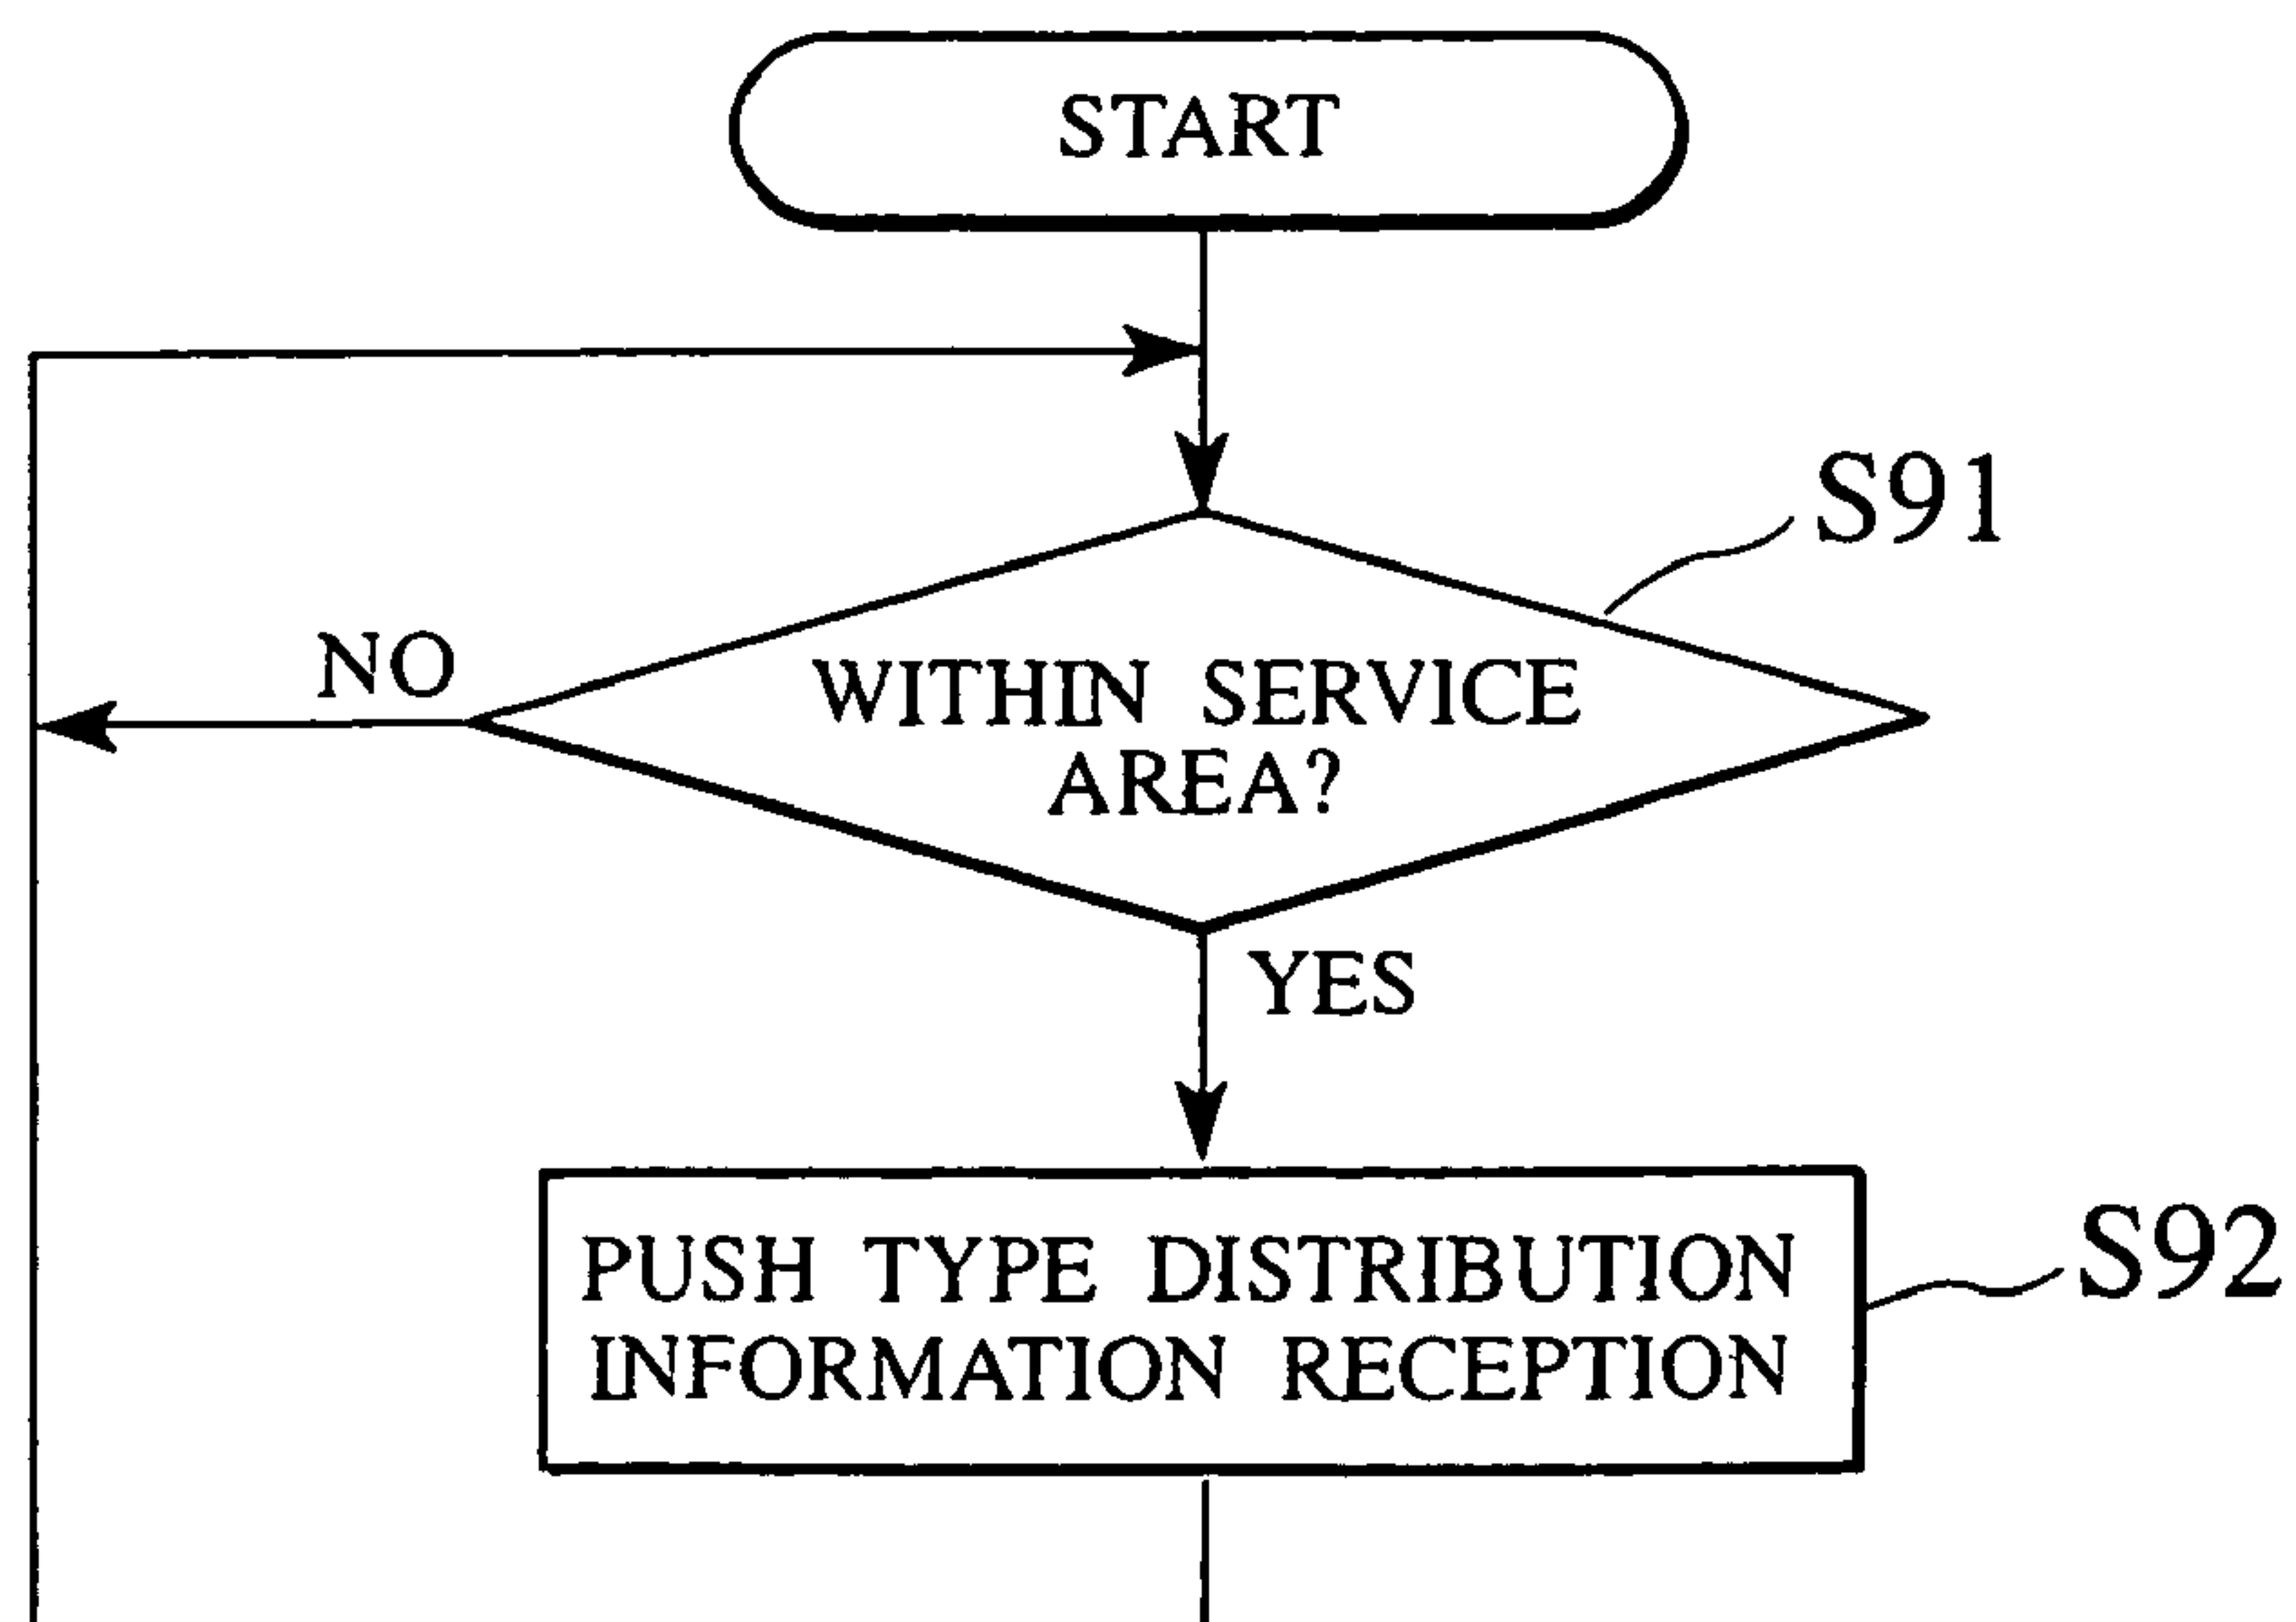 START
S91
NO
WITHIN SERVICE
AREA?
YES
PUSH TYPE DISTRIBUTION
INFORMATION RECEPTION
S92